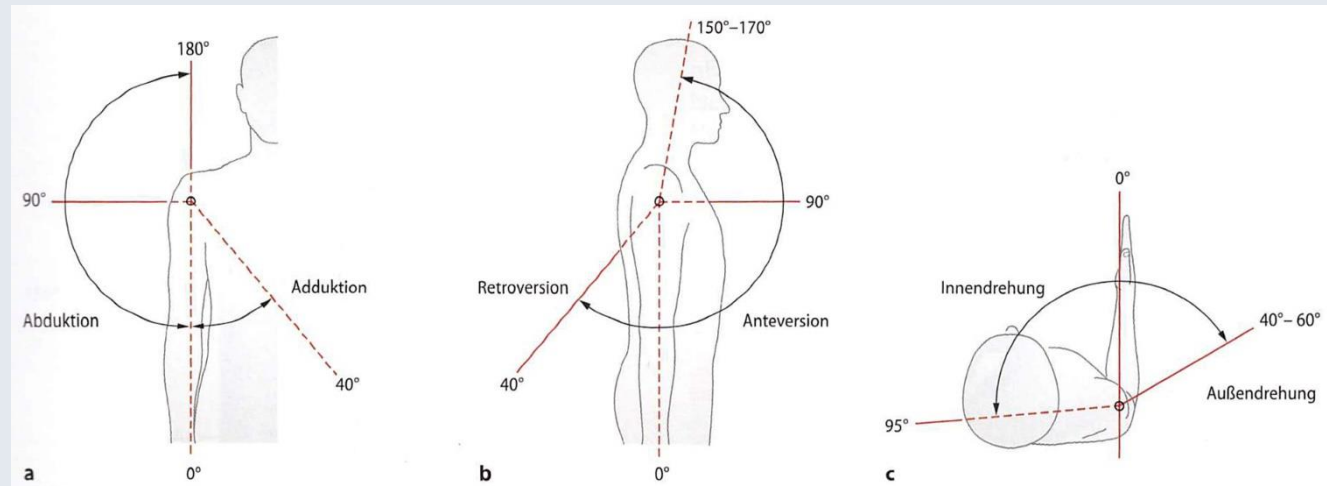 180°
90°
Abduktion
Adduktion
40°
0°
a
150°–170°
90°
Retroversion
Anteversion
40°
0°
b
0°
Innendrehung
40°–60°
Außendrehung
95°
c